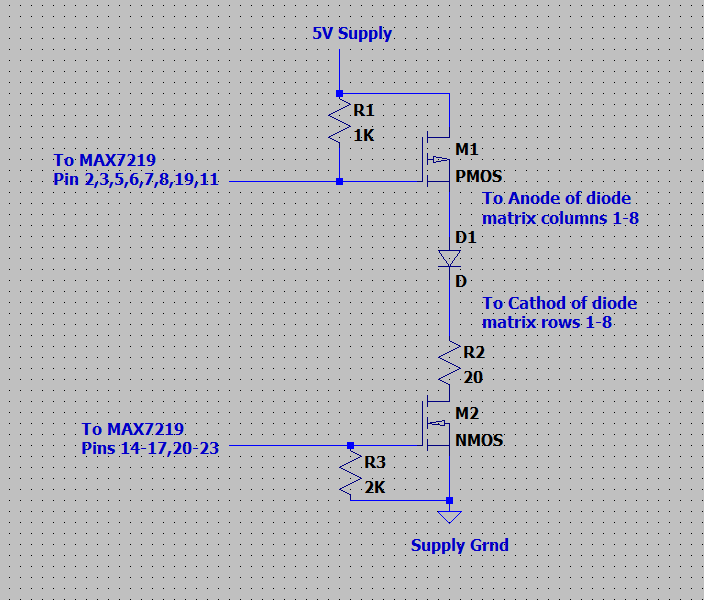 5V Supply
R1
1K
To MAX7219
Pin 2,3,5,6,7,8,19,11
M1
PMOS
To Anode of diode
matrix columns 1-8
D1
D
To Cathod of diode
matrix rows 1-8
R2
20
M2
NMOS
To MAX7219
Pins 14-17,20-23
R3
2K
Supply Grnd